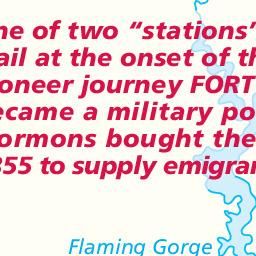 ne of two “stations”
ail at the onset of th
oneer journey FORT
ecame a military po
ormons bought the
855 to supply emigran
Flaming Gorge